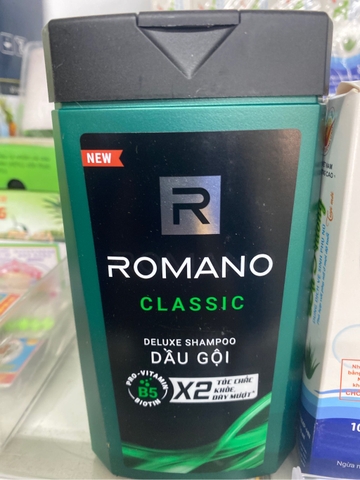 NEW
R
ROMANO
CLASSIC
DELUXE SHAMPOO
DẦU GỘI
PRO-VITAMIN
B5
BIOTIN
X2
TÓC CHẮC
KHỎE
DÀY MƯỢT